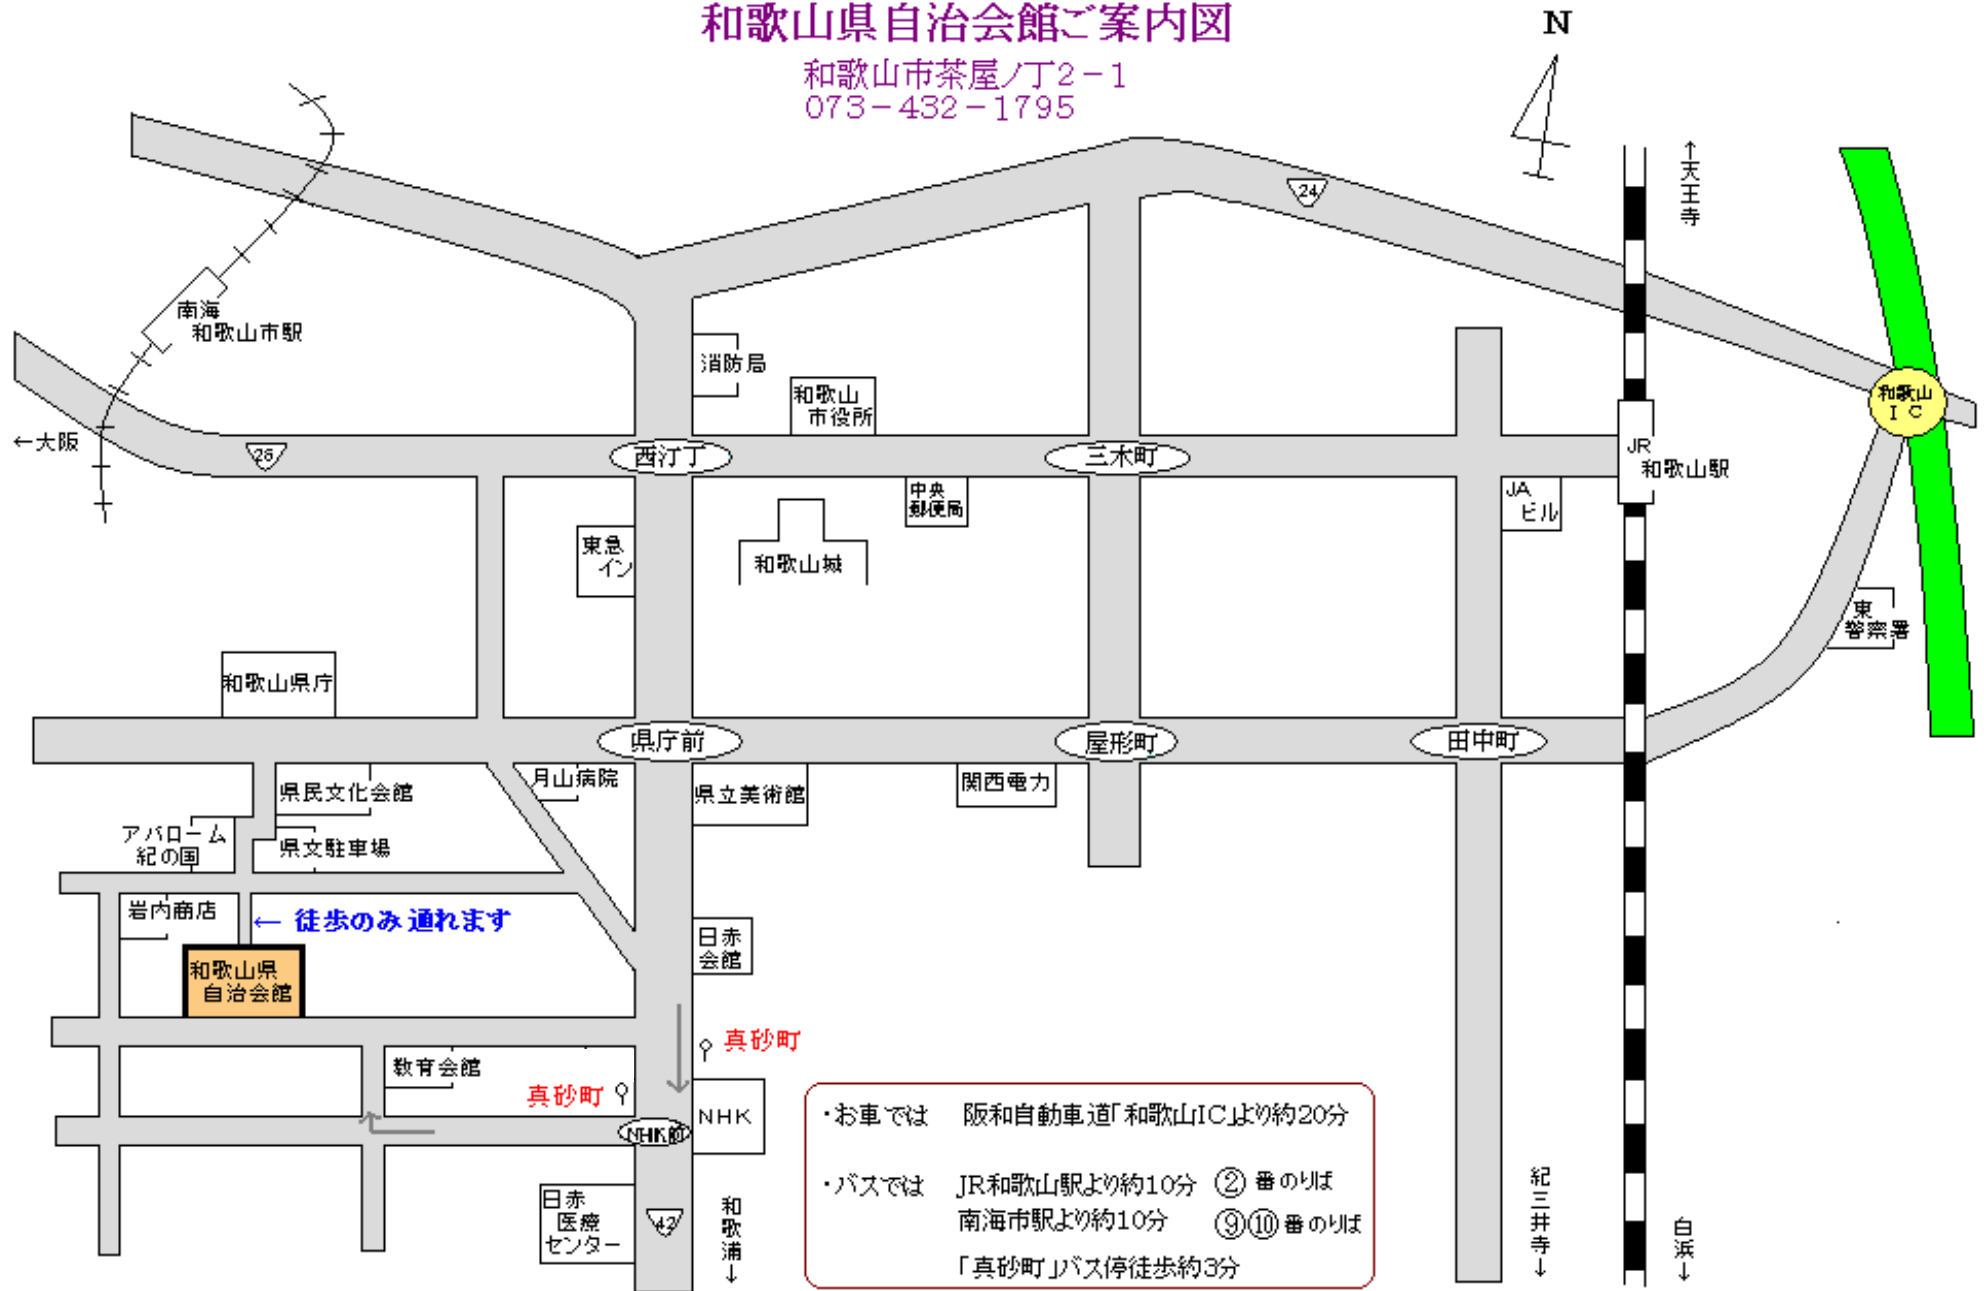 和歌山県自治会館ご案内図
和歌山市茶屋ノ丁2-1
073-432-1795
N
↑天王寺
24
南海
和歌山市駅
消防局
和歌山
市役所
和歌山
IC
←大阪
26
西汀丁
三木町
JR
和歌山駅
中央
郵便局
JA
ビル
東急
イン
和歌山城
東
警察署
和歌山県庁
県庁前
屋形町
田中町
県民文化会館
月山病院
県立美術館
関西電力
アバローム
紀の国
県文駐車場
岩内商店
← 徒歩のみ通れます
日赤
会館
和歌山県
自治会館
真砂町
教育会館
真砂町
NHK
NHK前
日赤
医療
センター
42
和歌浦↓
・お車では 阪和自動車道「和歌山IC」より約20分
・バスでは JR和歌山駅より約10分 ②番のりば
南海市駅より約10分 ⑨⑩番のりば
「真砂町」バス停徒歩約3分
紀三井寺↓
白浜↓